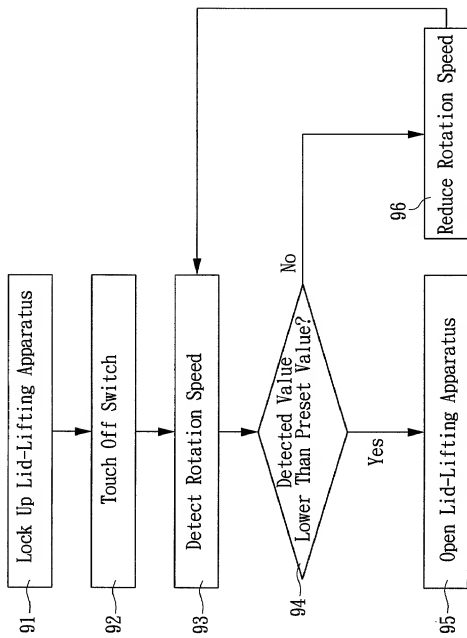 91
Lock Up Lid-Lifting Apparatus
92
Touch Off Switch
93
Detect Rotation Speed
94
Detected Value
Lower Than Preset Value?
No
Yes
95
Open Lid-Lifting Apparatus
96
Reduce Rotation Speed